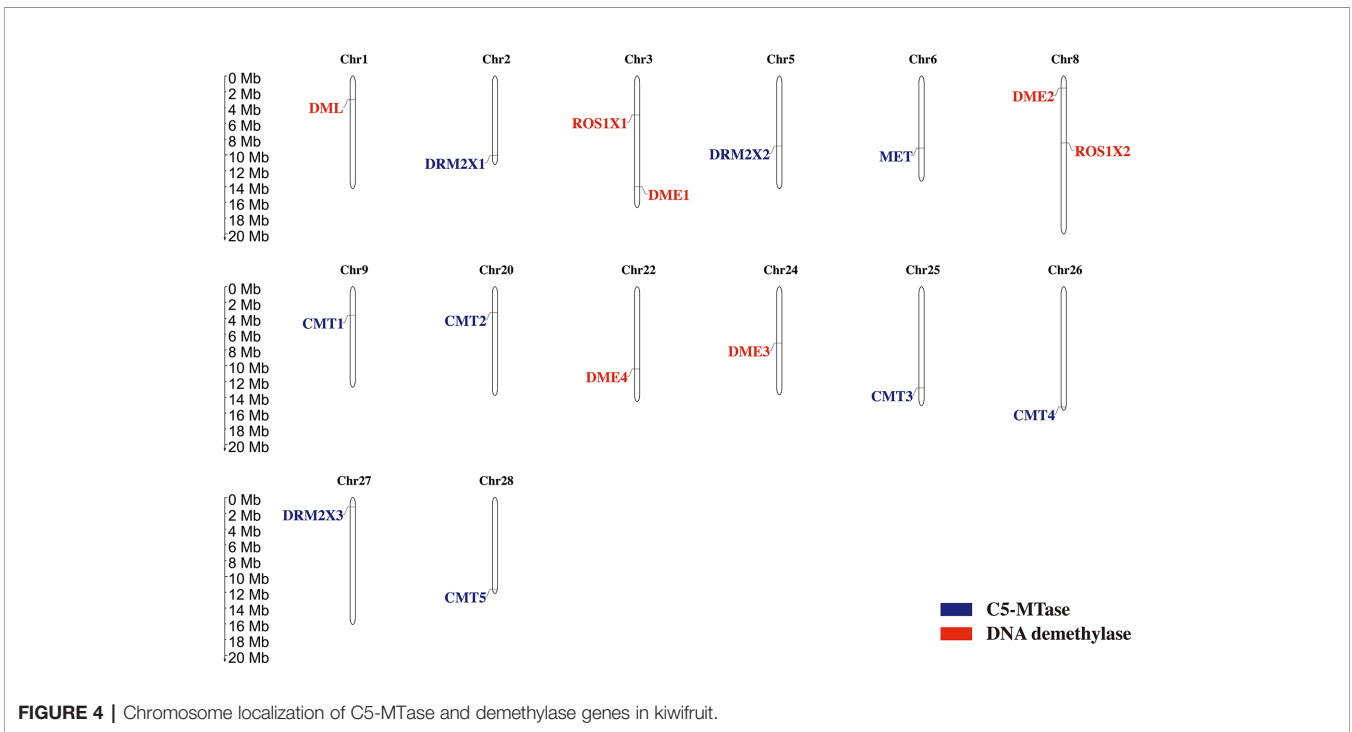 Chr1 Chr2 Chr3 Chr5 Chr6 Chr8
0 Mb
2 Mb
4 Mb
6 Mb
8 Mb
10 Mb
12 Mb
14 Mb
16 Mb
18 Mb
20 Mb
DML
DRM2X1
ROS1X1
DME1
DRM2X2
MET
DME2
ROS1X2
Chr9 Chr20 Chr22 Chr24 Chr25 Chr26
0 Mb
2 Mb
4 Mb
6 Mb
8 Mb
10 Mb
12 Mb
14 Mb
16 Mb
18 Mb
20 Mb
CMT1
CMT2
DME4
DME3
CMT3
CMT4
Chr27 Chr28
0 Mb
2 Mb
4 Mb
6 Mb
8 Mb
10 Mb
12 Mb
14 Mb
16 Mb
18 Mb
20 Mb
DRM2X3
CMT5
C5-MTase
DNA demethylase
FIGURE 4 | Chromosome localization of C5-MTase and demethylase genes in kiwifruit.